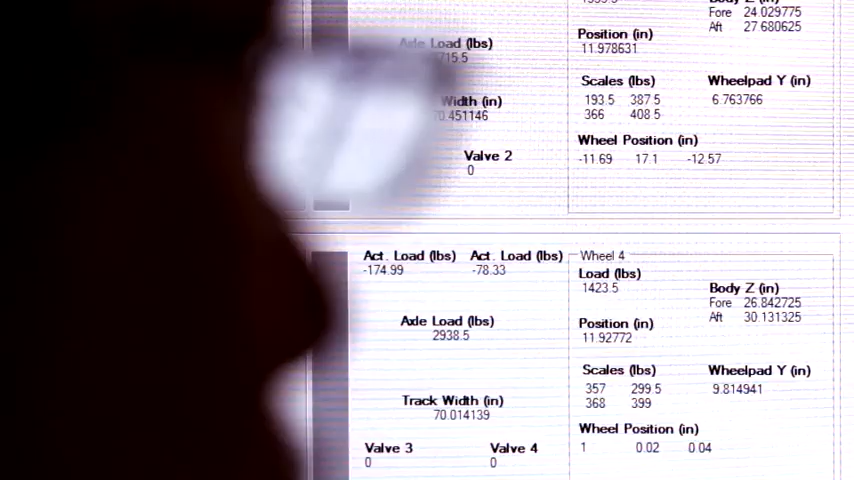 Fore 24.029775
Aft 27.680625
Position (in)
11.978631
Axle Load (lbs)
715.5
Scales (lbs) Wheelpad Y (in)
193.5 387.5 6.763766
366 408.5
Width (in)
70.451146
Wheel Position (in)
-11.69 17.1 -12.57
Valve 2
0
Act. Load (lbs) Act. Load (lbs) Wheel 4
-174.99 -78.33
Load (lbs)
1423.5
Body Z (in)
Fore 26.842725
Aft 30.131325
Axle Load (lbs)
2938.5
Position (in)
11.92772
Scales (lbs) Wheelpad Y (in)
357 299.5 9.814941
368 399
Track Width (in)
70.014139
Wheel Position (in)
1 0.02 0.04
Valve 3 Valve 4
0 0